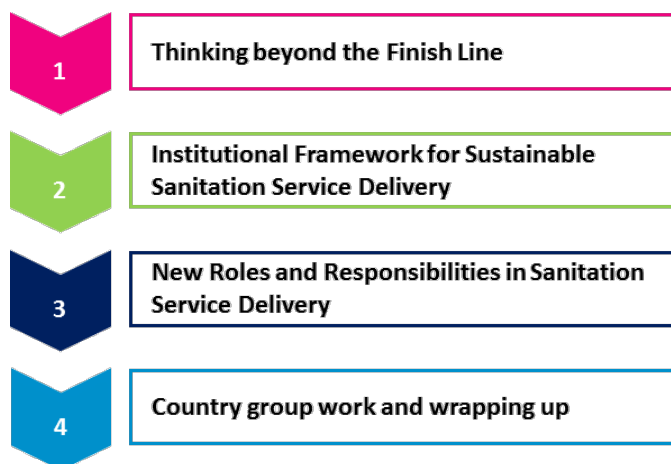 1
Thinking beyond the Finish Line
2
Institutional Framework for Sustainable
Sanitation Service Delivery
3
New Roles and Responsibilities in Sanitation
Service Delivery
4
Country group work and wrapping up